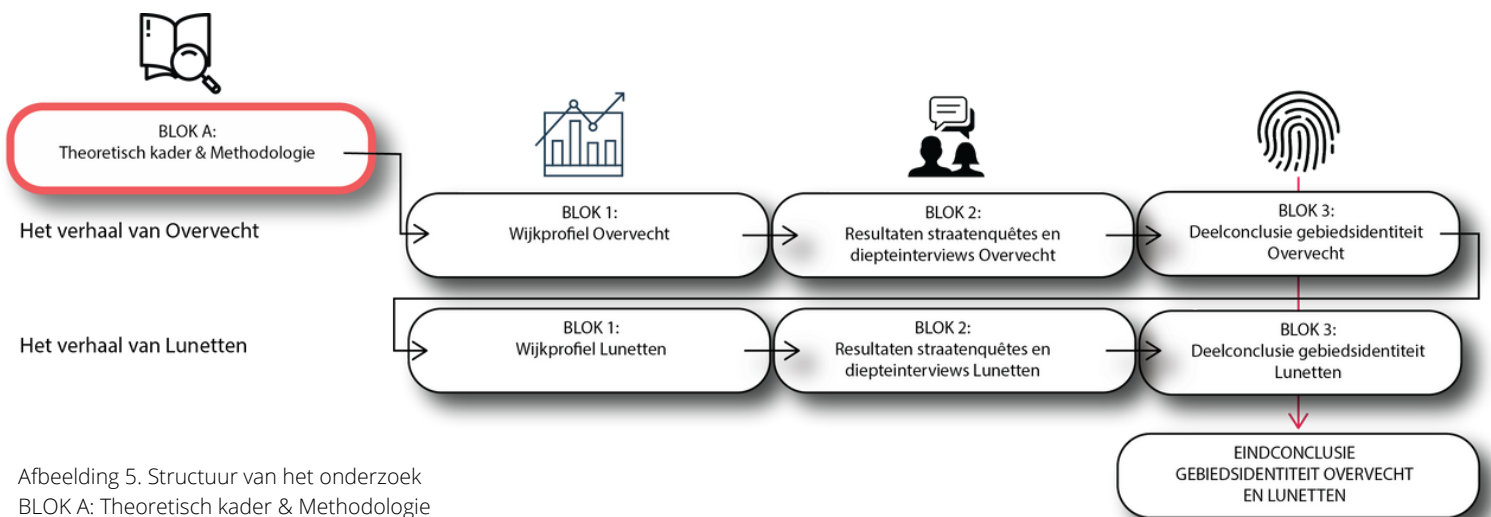 BLOK A:
Theoretisch kader & Methodologie
Het verhaal van Overvecht
BLOK 1:
Wijkprofiel Overvecht
BLOK 2:
Resultaten straatenquêtes en
diepteinterviews Overvecht
BLOK 3:
Deelconclusie gebiedsidentiteit
Overvecht
Het verhaal van Lunetten
BLOK 1:
Wijkprofiel Lunetten
BLOK 2:
Resultaten straatenquêtes en
diepteinterviews Lunetten
BLOK 3:
Deelconclusie gebiedsidentiteit
Lunetten
EINDCONCLUSIE
GEBIEDSIDENTITEIT OVERVECHT
EN LUNETTEN
Afbeelding 5. Structuur van het onderzoek
BLOK A: Theoretisch kader & Methodologie